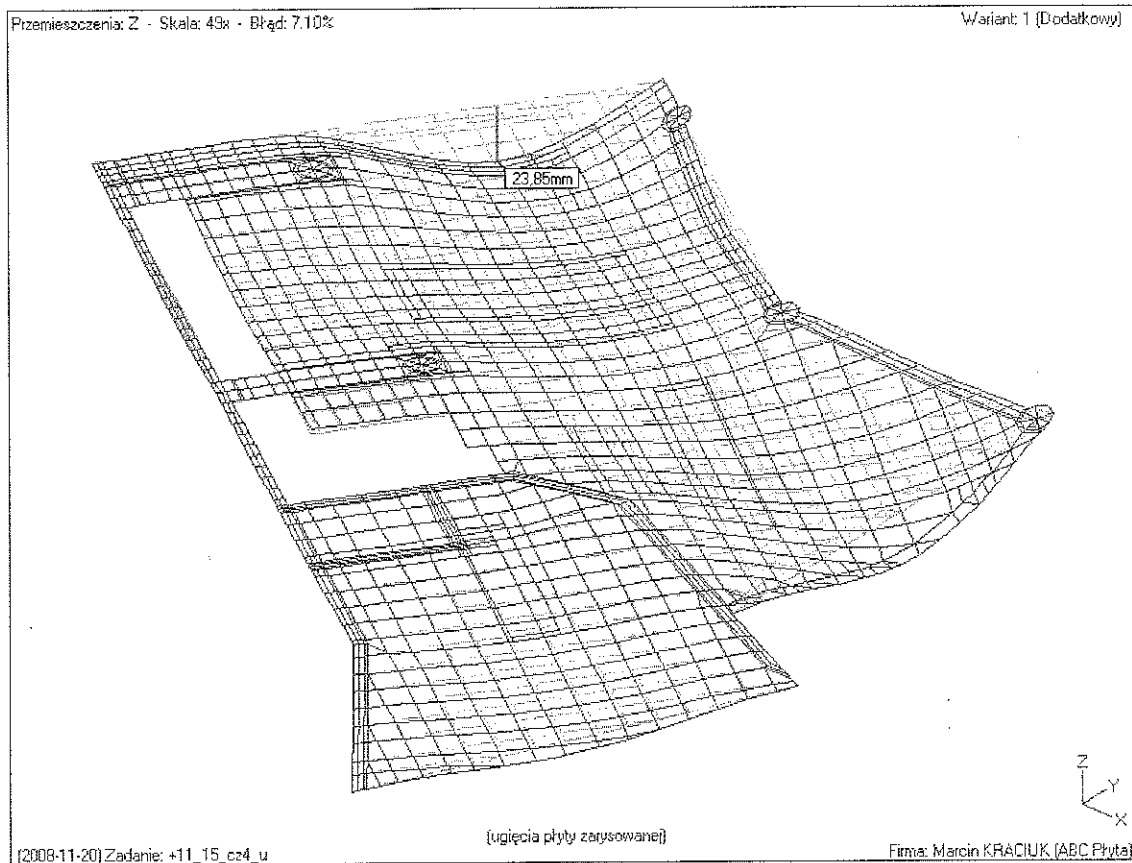 Przemieszczenia: Z - Skala: 49x - Błąd: 7.10%
Wariant: 1 (Dodatkowy)
23,85mm
Z
Y
X
(ugięcia płyty zarysowanej)
(2008-11-20) Zadanie: +11_15_cz4_u
Firma: Marcin KRACIUK (ABC Płyta)